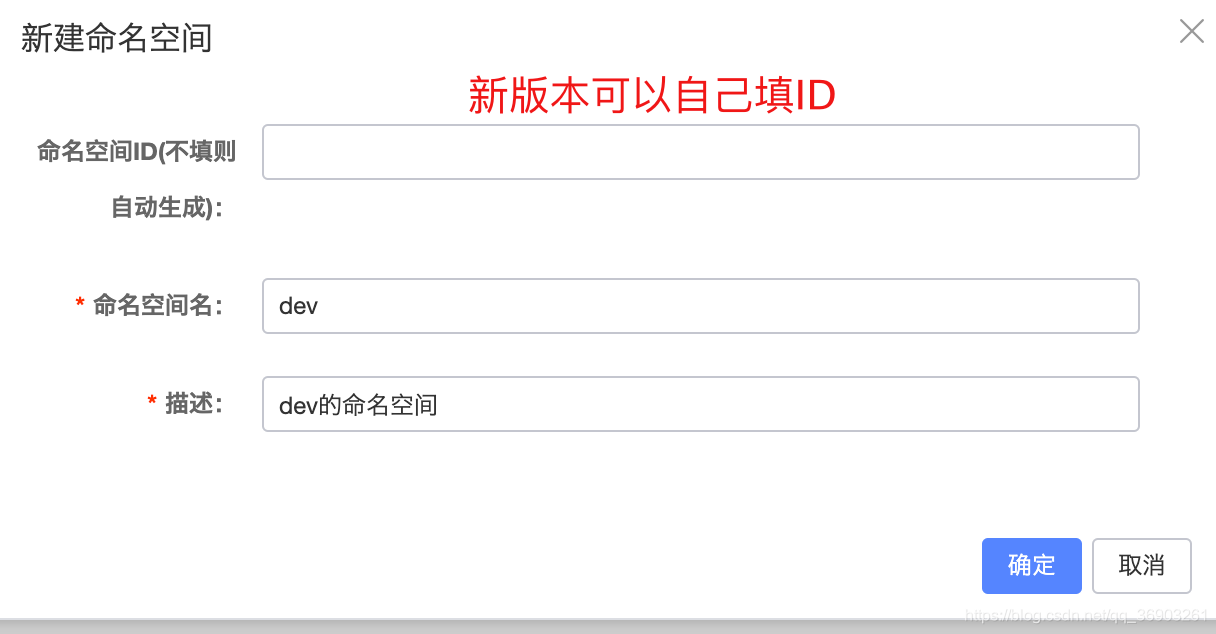 新建命名空间
新版本可以自己填ID
命名空间ID(不填则
自动生成)：
* 命名空间名： dev
* 描述： dev的命名空间
确定 取消
https://blog.csdn.net/qq_36903261